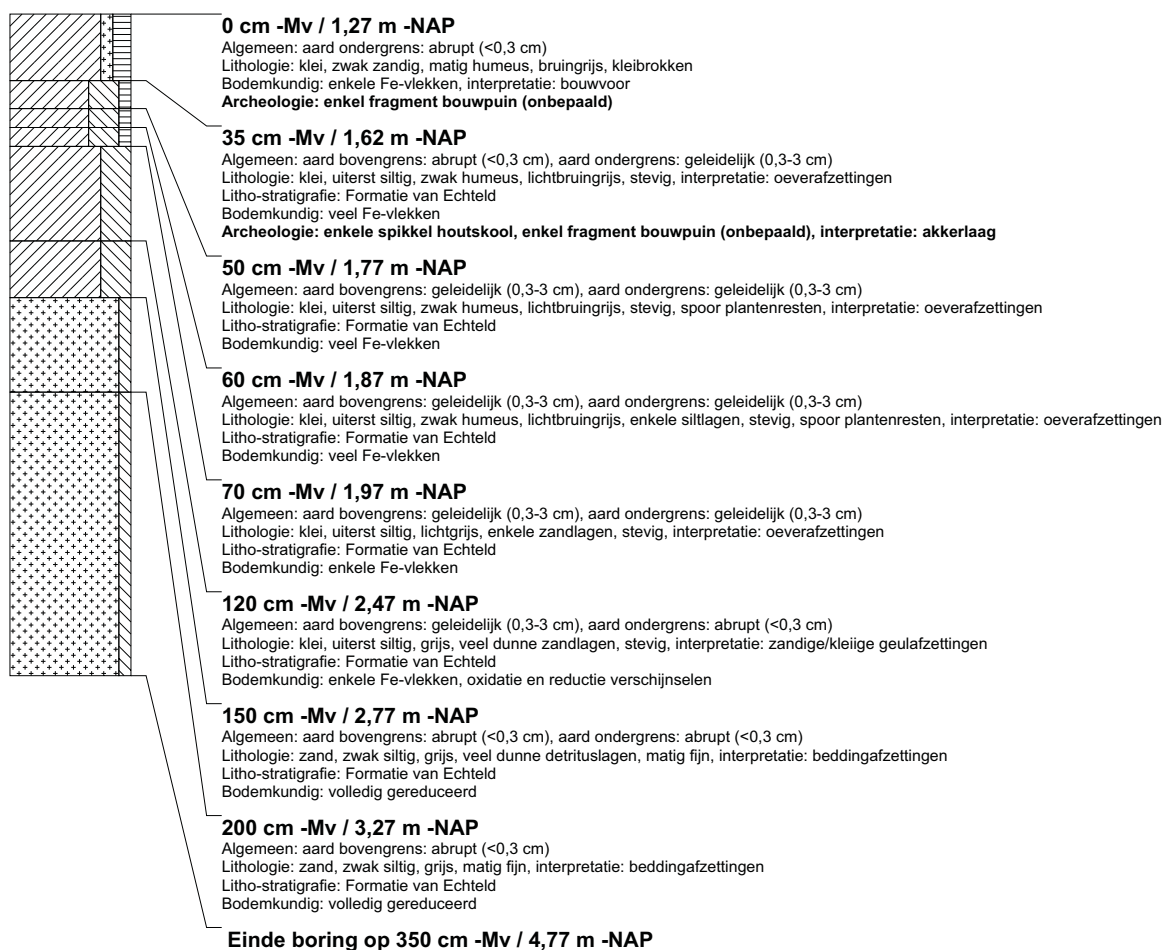 0 cm -Mv / 1,27 m -NAP
Algemeen: aard ondergrens: abrupt (<0,3 cm)
Lithologie: klei, zwak zandig, matig humeus, bruingrijs, kleibrokken
Bodemkundig: enkele Fe-vlekken, interpretatie: bouwvoor
Archeologie: enkel fragment bouwpuin (onbepaald)
35 cm -Mv / 1,62 m -NAP
Algemeen: aard bovengrens: abrupt (<0,3 cm), aard ondergrens: geleidelijk (0,3-3 cm)
Lithologie: klei, uiterst siltig, zwak humeus, lichtbruingrijs, stevig, interpretatie: oeverafzettingen
Litho-stratigrafie: Formatie van Echteld
Bodemkundig: veel Fe-vlekken
Archeologie: enkele spikkel houtskool, enkel fragment bouwpuin (onbepaald), interpretatie: akkerlaag
50 cm -Mv / 1,77 m -NAP
Algemeen: aard bovengrens: geleidelijk (0,3-3 cm), aard ondergrens: geleidelijk (0,3-3 cm)
Lithologie: klei, uiterst siltig, zwak humeus, lichtbruingrijs, stevig, spoor plantenresten, interpretatie: oeverafzettingen
Litho-stratigrafie: Formatie van Echteld
Bodemkundig: veel Fe-vlekken
60 cm -Mv / 1,87 m -NAP
Algemeen: aard bovengrens: geleidelijk (0,3-3 cm), aard ondergrens: geleidelijk (0,3-3 cm)
Lithologie: klei, uiterst siltig, zwak humeus, lichtbruingrijs, enkele siltlagen, stevig, spoor plantenresten, interpretatie: oeverafzettingen
Litho-stratigrafie: Formatie van Echteld
Bodemkundig: veel Fe-vlekken
70 cm -Mv / 1,97 m -NAP
Algemeen: aard bovengrens: geleidelijk (0,3-3 cm), aard ondergrens: geleidelijk (0,3-3 cm)
Lithologie: klei, uiterst siltig, lichtgrijs, enkele zandlagen, stevig, interpretatie: oeverafzettingen
Litho-stratigrafie: Formatie van Echteld
Bodemkundig: enkele Fe-vlekken
120 cm -Mv / 2,47 m -NAP
Algemeen: aard bovengrens: geleidelijk (0,3-3 cm), aard ondergrens: abrupt (<0,3 cm)
Lithologie: klei, uiterst siltig, grijs, veel dunne zandlagen, stevig, interpretatie: zandige/kleiige geulafzettingen
Litho-stratigrafie: Formatie van Echteld
Bodemkundig: enkele Fe-vlekken, oxidatie en reductie verschijnselen
150 cm -Mv / 2,77 m -NAP
Algemeen: aard bovengrens: abrupt (<0,3 cm), aard ondergrens: abrupt (<0,3 cm)
Lithologie: zand, zwak siltig, grijs, veel dunne detrituslagen, matig fijn, interpretatie: beddingafzettingen
Litho-stratigrafie: Formatie van Echteld
Bodemkundig: volledig gereduceerd
200 cm -Mv / 3,27 m -NAP
Algemeen: aard bovengrens: abrupt (<0,3 cm)
Lithologie: zand, zwak siltig, grijs, matig fijn, interpretatie: beddingafzettingen
Litho-stratigrafie: Formatie van Echteld
Bodemkundig: volledig gereduceerd
Einde boring op 350 cm -Mv / 4,77 m -NAP